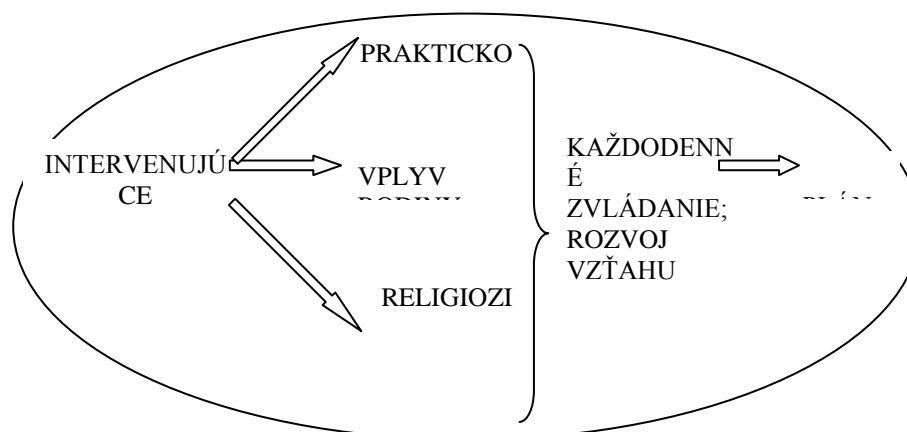 PRAKTICKO
INTERVENUJÚ
CE
VPLYV
RELIGIOZI
KAŽDODENN
É
ZVLÁDANIE;
ROZVOJ
VZŤAHU